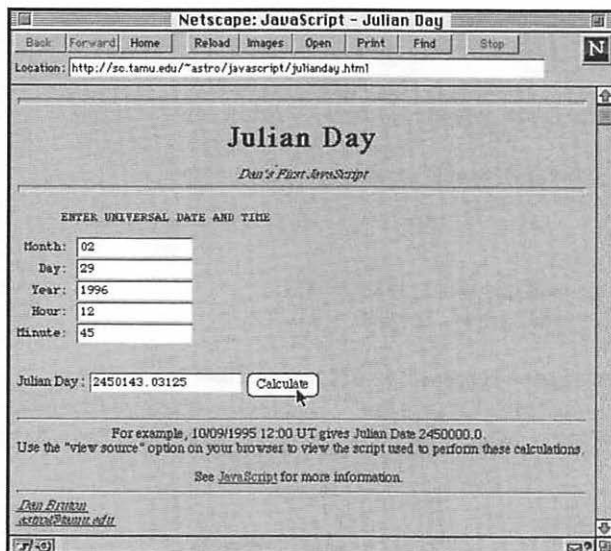 Netscape: JavaScript – Julian Day
Back Forward Home Reload Images Open Print Find Stop
N
Location: http://sc.tamu.edu/~astro/javascript/julianday.html
Julian Day
Dan's First JavaScript
ENTER UNIVERSAL DATE AND TIME
Month: 02
Day: 29
Year: 1996
Hour: 12
Minute: 45
Julian Day: 2450143.03125 Calculate
For example, 10/09/1995 12:00 UT gives Julian Date 2450000.0.
Use the "view source" option on your browser to view the script used to perform these calculations.
See JavaScript for more information.
Dan Bruton
astro@tamu.edu